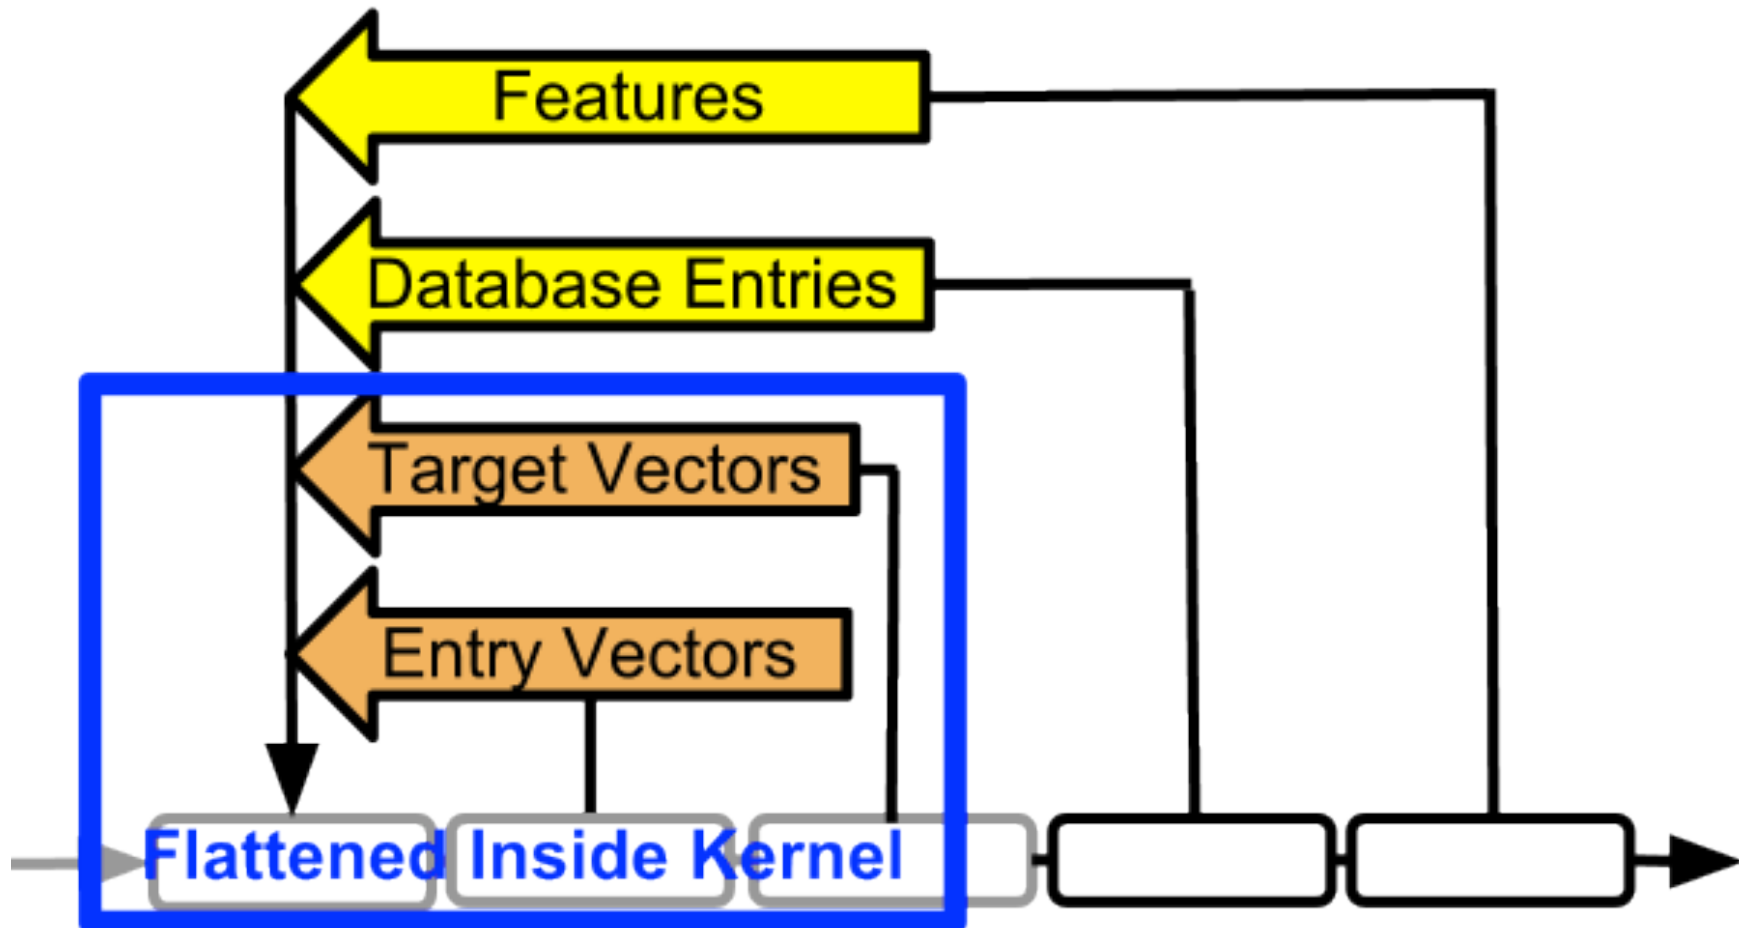 Features
Database Entries
Target Vectors
Entry Vectors
Flattened Inside Kernel